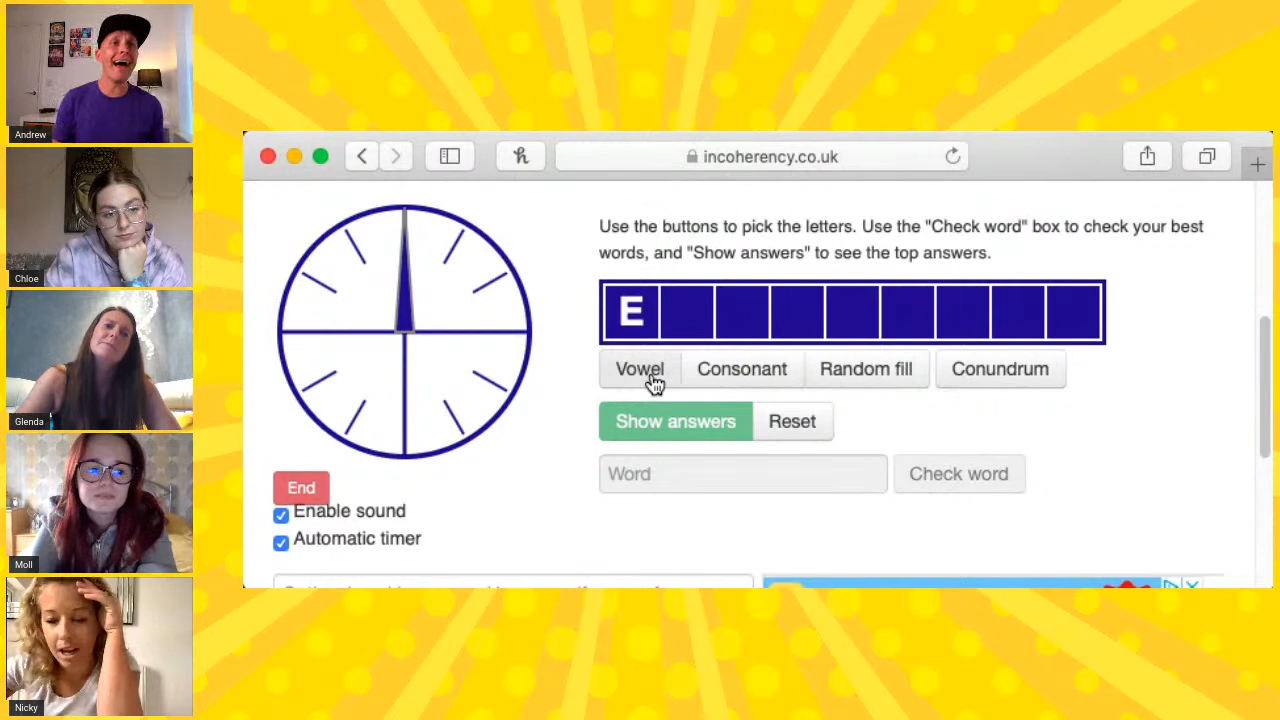 Andrew
Chloe
Glenda
Moll
Nicky
incoherency.co.uk
Use the buttons to pick the letters. Use the "Check word" box to check your best
words, and "Show answers" to see the top answers.
E
Vowel Consonant Random fill Conundrum
Show answers Reset
Word Check word
End
Enable sound
Automatic timer